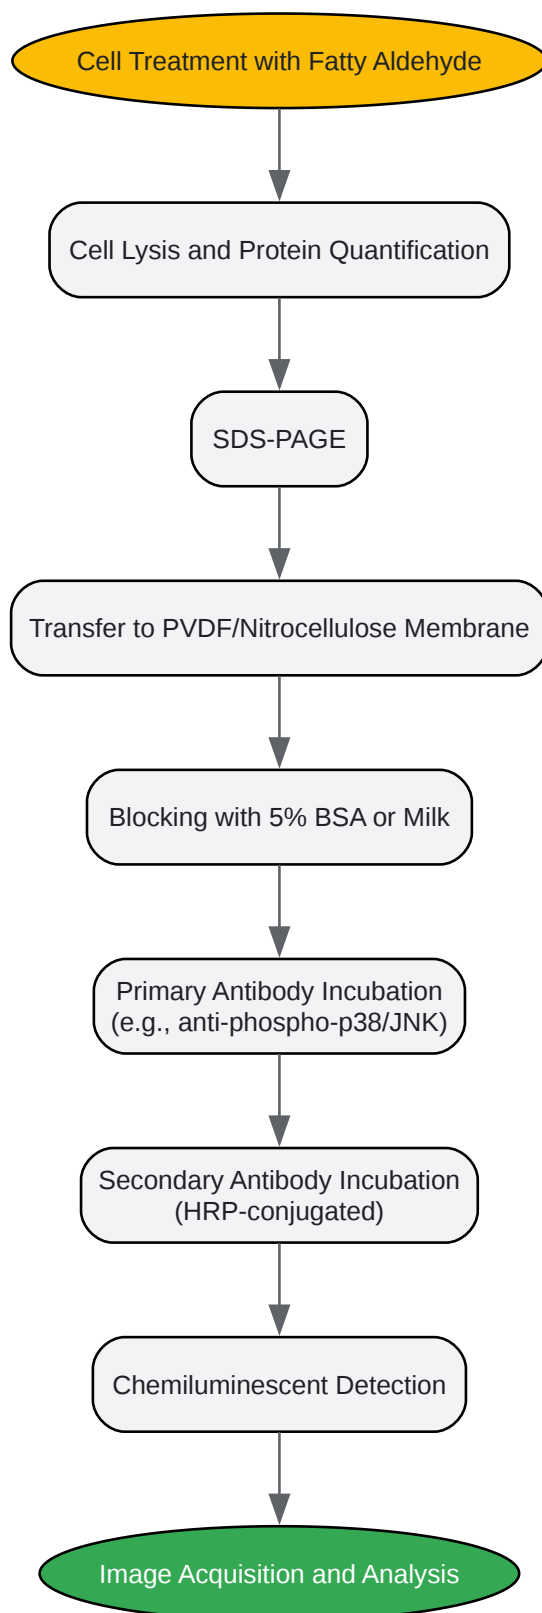 Cell Treatment with Fatty Aldehyde
Cell Lysis and Protein Quantification
SDS-PAGE
Transfer to PVDF/Nitrocellulose Membrane
Blocking with 5% BSA or Milk
Primary Antibody Incubation
(e.g., anti-phospho-p38/JNK)
Secondary Antibody Incubation
(HRP-conjugated)
Chemiluminescent Detection
Image Acquisition and Analysis